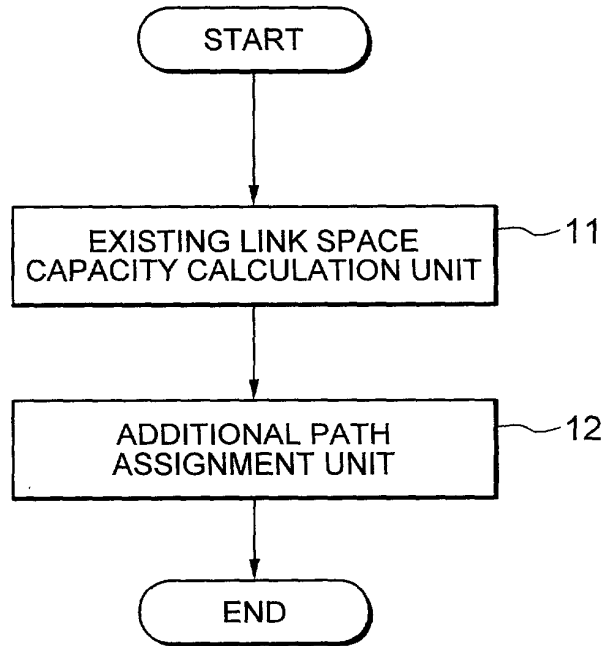 START
EXISTING LINK SPACE
CAPACITY CALCULATION UNIT
11
ADDITIONAL PATH
ASSIGNMENT UNIT
12
END